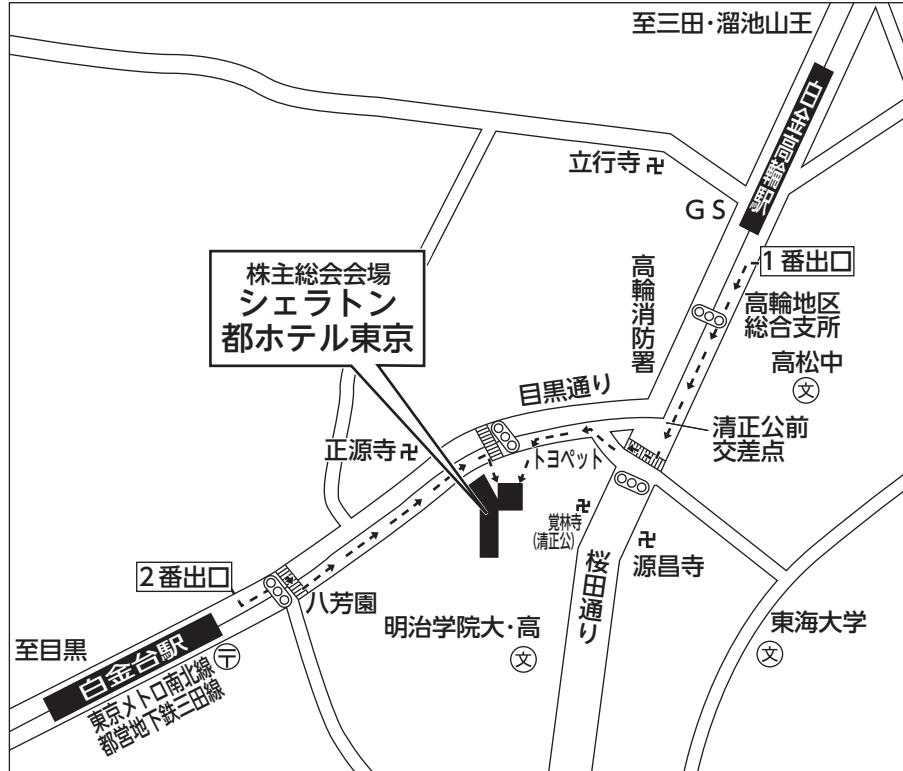 至三田・溜池山王
白金高輪駅
立行寺
GS
1番出口
高輪消防署
高輪地区
総合支所
高松中
文
株主総会会場
シェラトン
都ホテル東京
目黒通り
清正公前
交差点
正源寺
トヨペット
覚林寺
(清正公)
源昌寺
桜田通り
2番出口
八芳園
明治学院大・高
文
東海大学
文
至目黒
白金台駅
〒
東京メトロ南北線
都営地下鉄三田線